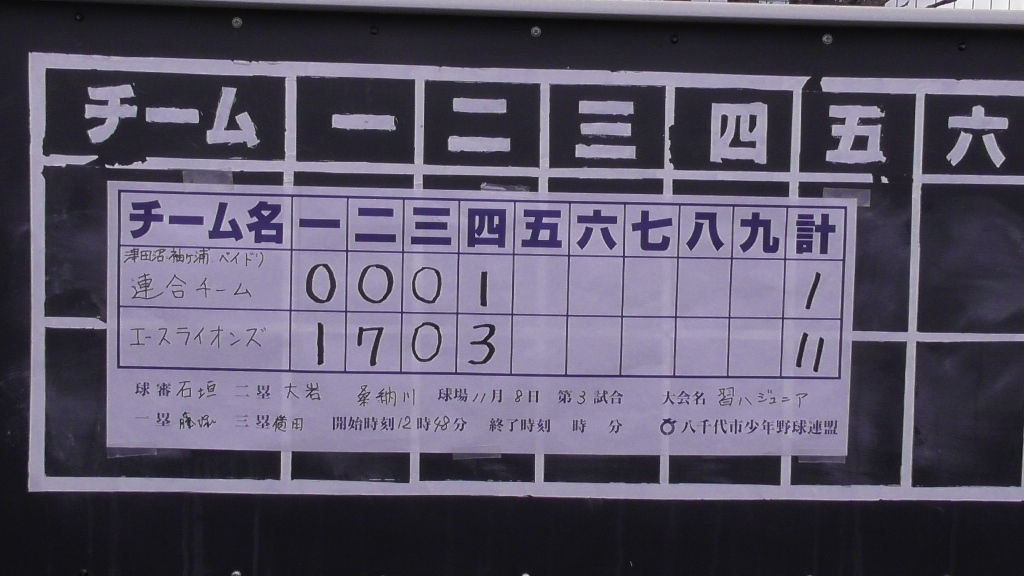 チーム 一 二 三 四 五 六
チーム名 一 二 三 四 五 六 七 八 九 計
津田沼.袖ヶ浦.ベイドリ
連合チーム 0 0 0 1 1
エースライオンズ 1 7 0 3 11
球審 石垣 二塁 大岩 桑納川 球場 11月 8日 第3試合 大会名 習八ジュニア
一塁 三塁 横田 開始時刻 12時48分 終了時刻 時 分 八千代市少年野球連盟